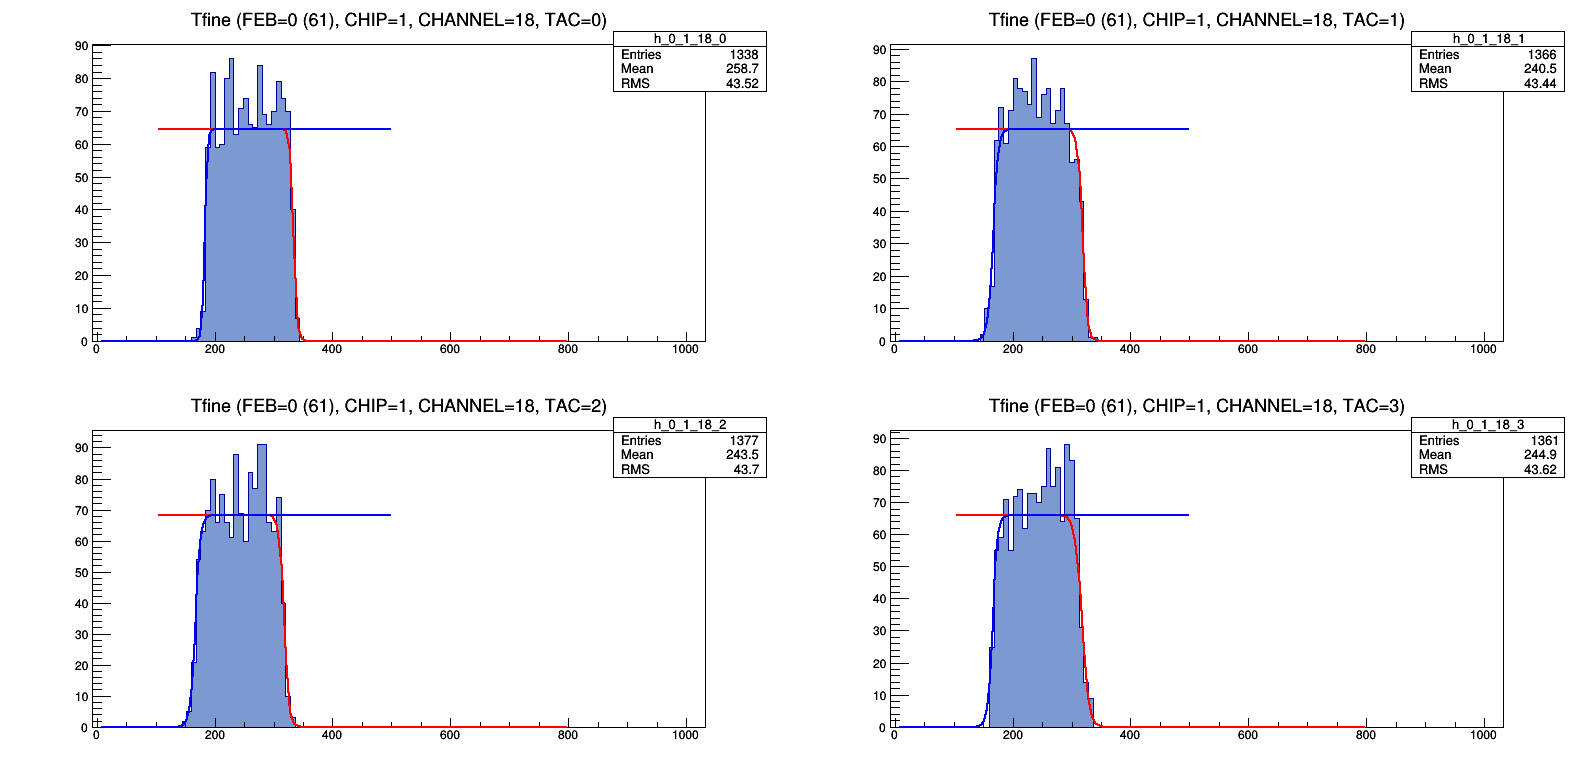 Tfine (FEB=0 (61), CHIP=1, CHANNEL=18, TAC=0)
h_0_1_18_0
Entries 1338
Mean 258.7
RMS 43.52
90
80
70
60
50
40
30
20
10
0
0 200 400 600 800 1000
Tfine (FEB=0 (61), CHIP=1, CHANNEL=18, TAC=1)
h_0_1_18_1
Entries 1366
Mean 240.5
RMS 43.44
90
80
70
60
50
40
30
20
10
0
0 200 400 600 800 1000
Tfine (FEB=0 (61), CHIP=1, CHANNEL=18, TAC=2)
h_0_1_18_2
Entries 1377
Mean 243.5
RMS 43.7
90
80
70
60
50
40
30
20
10
0
0 200 400 600 800 1000
Tfine (FEB=0 (61), CHIP=1, CHANNEL=18, TAC=3)
h_0_1_18_3
Entries 1361
Mean 244.9
RMS 43.62
90
80
70
60
50
40
30
20
10
0
0 200 400 600 800 1000